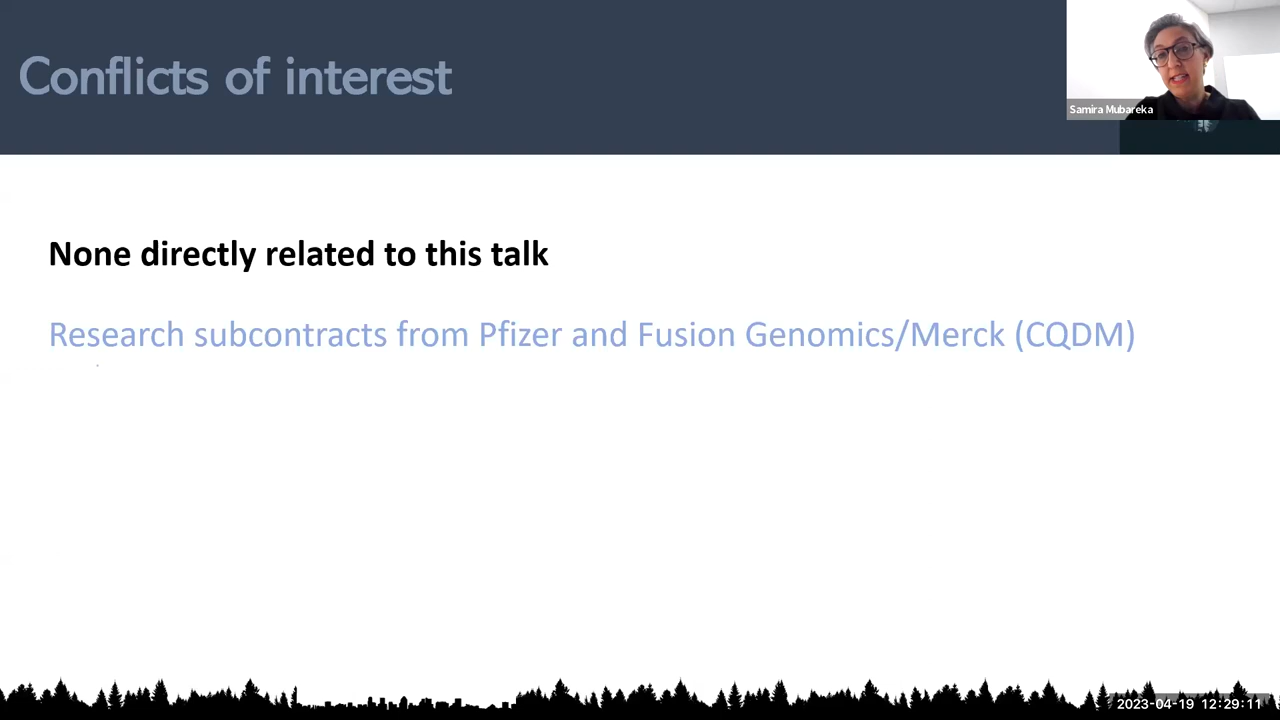 Conflicts of interest
Samira Mubareka
None directly related to this talk
Research subcontracts from Pfizer and Fusion Genomics/Merck (CQDM)
2023-04-19 12:29:11